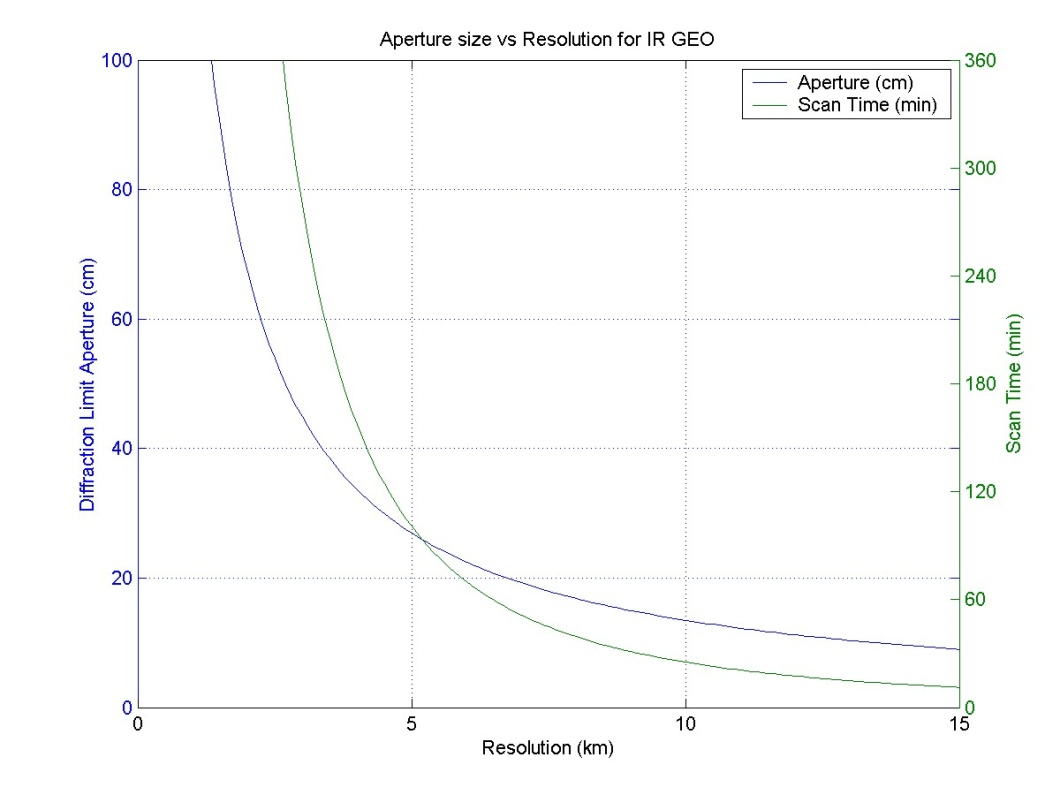 Aperture size vs Resolution for IR GEO
Aperture (cm)
Scan Time (min)
100
80
60
40
20
0
Diffraction Limit Aperture (cm)
360
300
240
180
120
60
0
Scan Time (min)
0
5
10
15
Resolution (km)